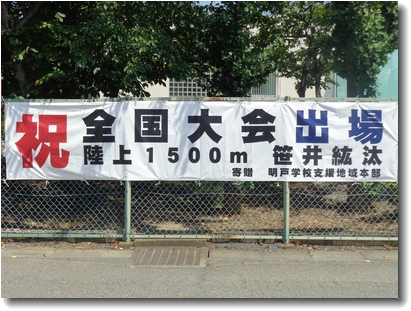 祝 全国大会出場
陸上1500m 笹井紘汰
寄贈 明戸学校支援地域本部